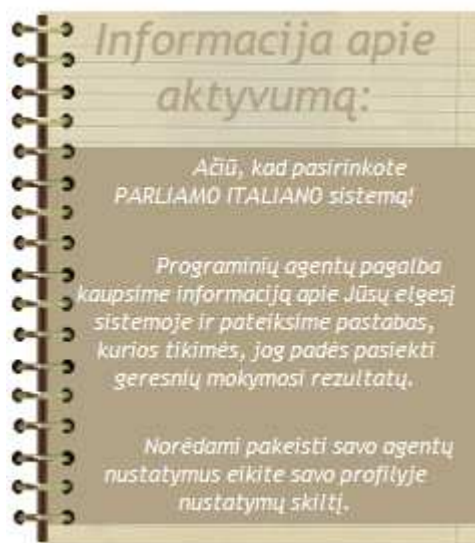 Informacija apie
aktyvumą:
Ačiū, kad pasirinkote
PARLIAMO ITALIANO sistemą!
Programinių agentų pagalba
kaupsime informaciją apie Jūsų elgesį
sistemoje ir pateiksime pastabas,
kurios tikimės, jog padės pasiekti
geresnių mokymosi rezultatų.
Norėdami pakeisti savo agentų
nustatymus eikite savo profilyje
nustatymų skiltį.